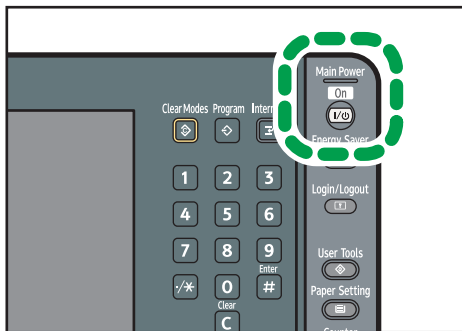 Main Power
On
I/⏻
Clear Modes Program
Energy Saver
1 2 3
Login/Logout
4 5 6
7 8 9
User Tools
Enter
./* 0 #
Paper Setting
Clear
C